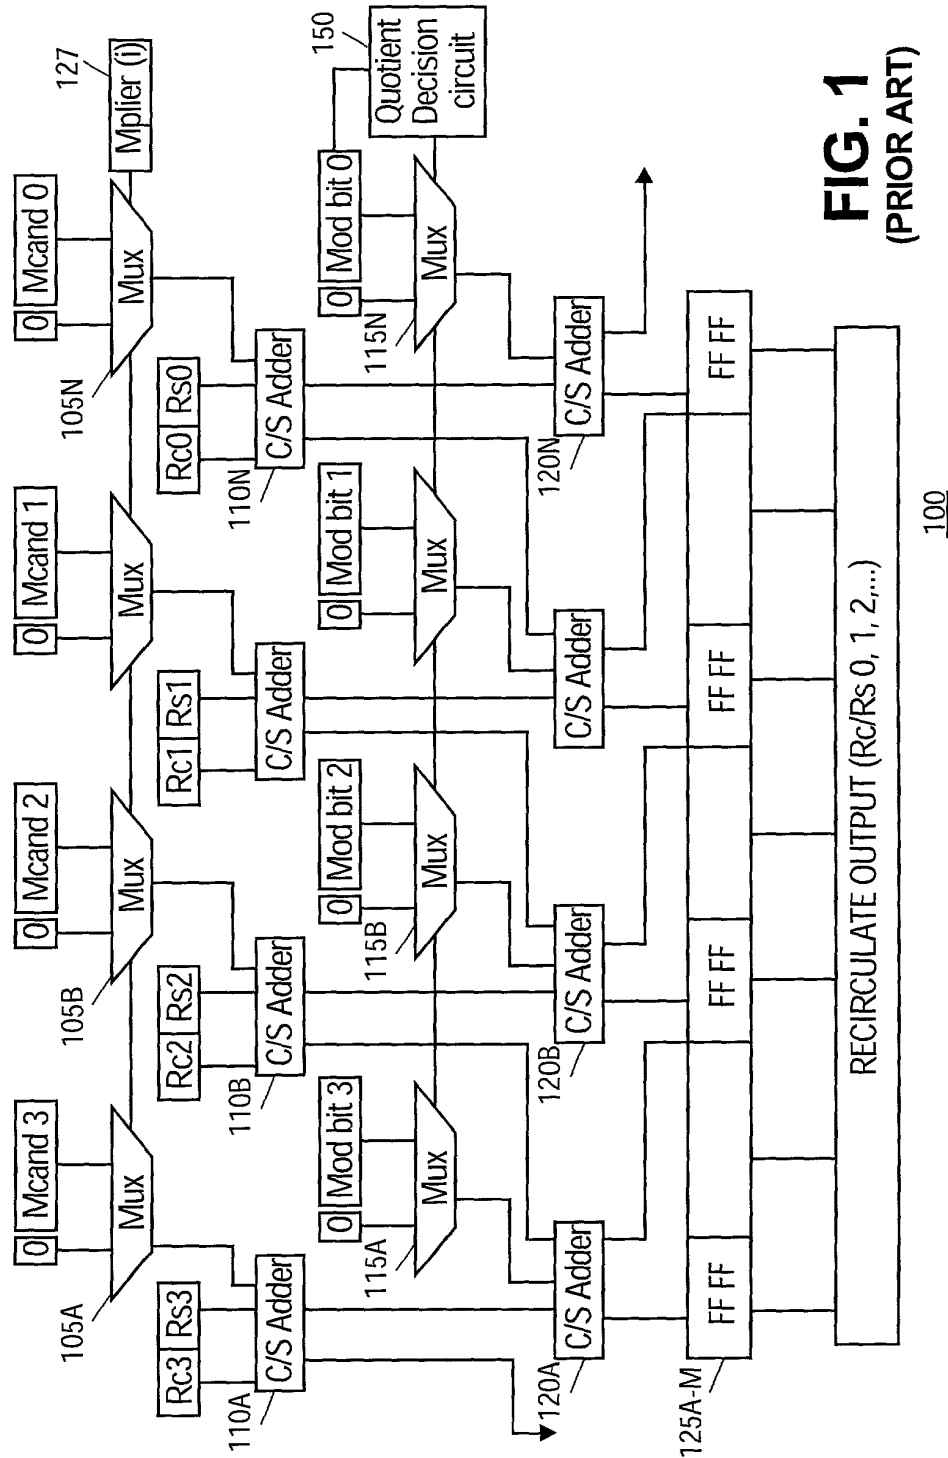 127
Mplier (i)
0 Mcand 3
0 Mcand 2
0 Mcand 1
0 Mcand 0
Mux
Mux
Mux
Mux
105A
105B
105N
Rc3 Rs3
Rc2 Rs2
Rc1 Rs1
Rc0 Rs0
C/S Adder
C/S Adder
C/S Adder
C/S Adder
110A
110B
110N
150
Quotient
Decision
circuit
0 Mod bit 3
0 Mod bit 2
0 Mod bit 1
0 Mod bit 0
Mux
Mux
Mux
Mux
115A
115B
115N
C/S Adder
C/S Adder
C/S Adder
C/S Adder
120A
120B
120N
FF FF
FF FF
FF FF
FF FF
125A-M
RECIRCULATE OUTPUT (Rc/Rs 0, 1, 2,...)
100
FIG. 1
(PRIOR ART)